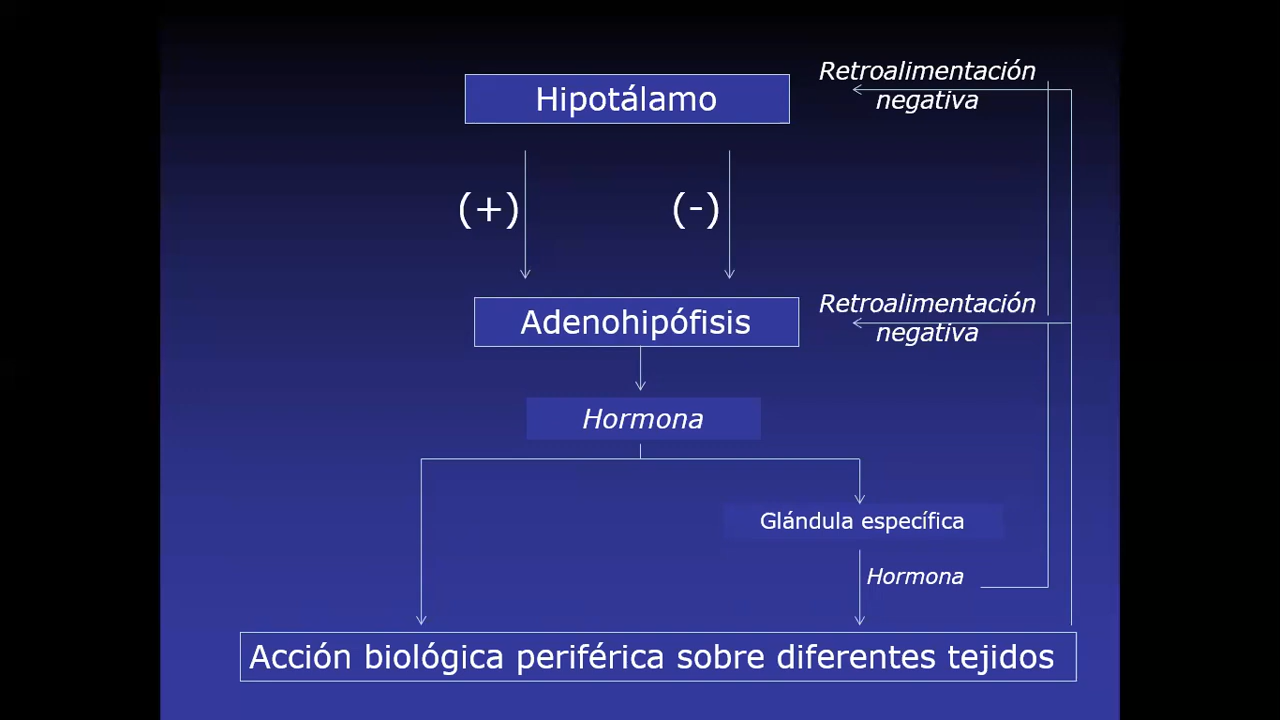 Hipotálamo
Retroalimentación
negativa
(+)
(-)
Adenohipófisis
Retroalimentación
negativa
Hormona
Glándula específica
Hormona
Acción biológica periférica sobre diferentes tejidos